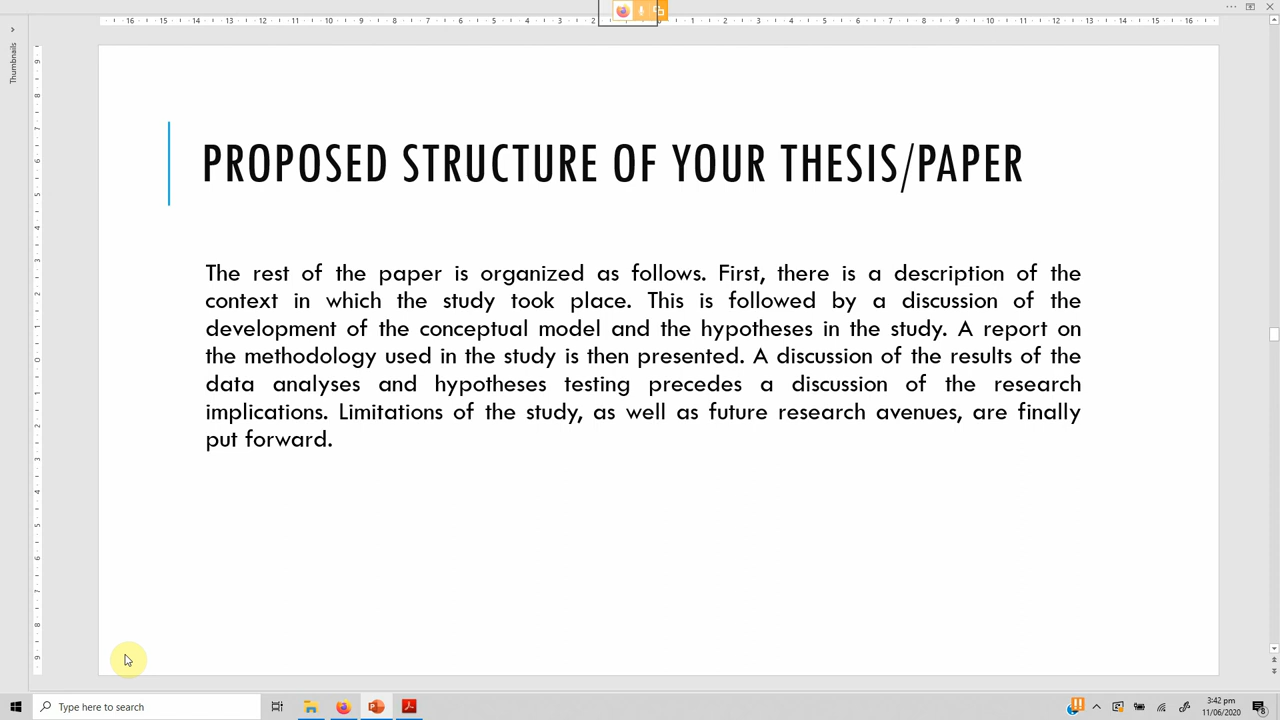 Thumbnails
PROPOSED STRUCTURE OF YOUR THESIS/PAPER
The rest of the paper is organized as follows. First, there is a description of the
context in which the study took place. This is followed by a discussion of the
development of the conceptual model and the hypotheses in the study. A report on
the methodology used in the study is then presented. A discussion of the results of the
data analyses and hypotheses testing precedes a discussion of the research
implications. Limitations of the study, as well as future research avenues, are finally
put forward.
Type here to search
3:42 pm
11/06/2020